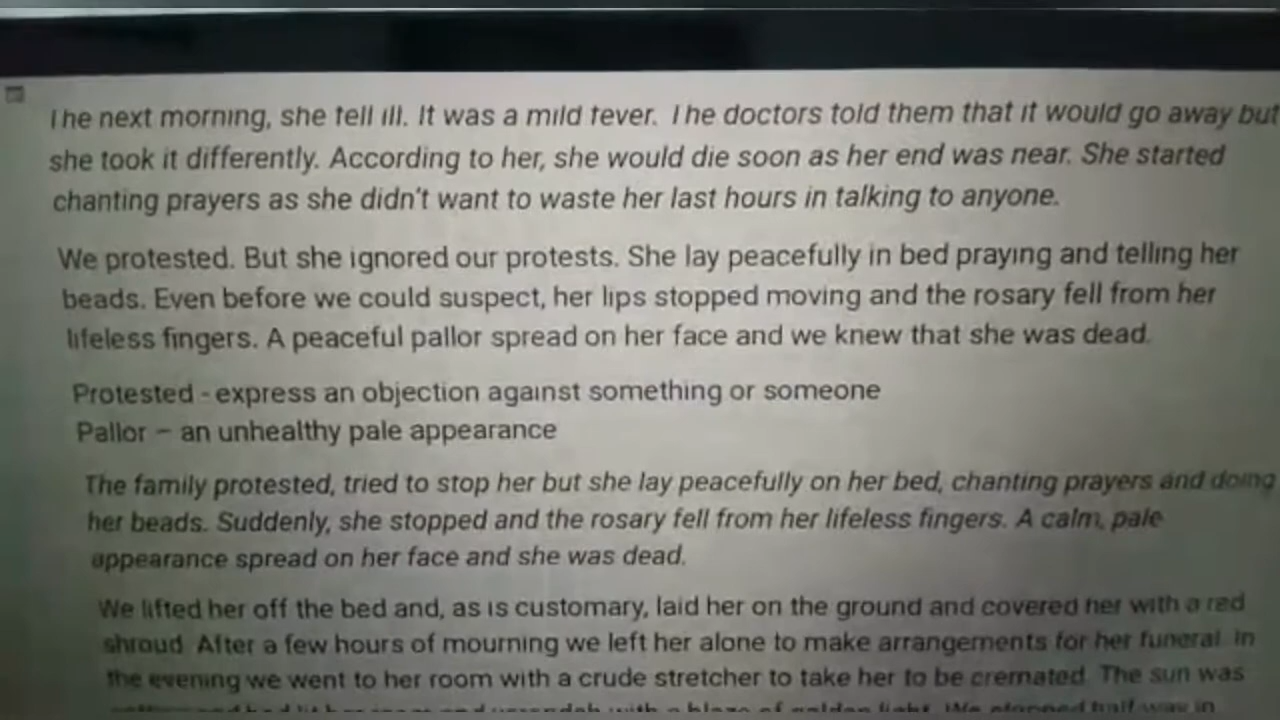 The next morning, she fell ill. It was a mild fever. The doctors told them that it would go away but
she took it differently. According to her, she would die soon as her end was near. She started
chanting prayers as she didn't want to waste her last hours in talking to anyone.
We protested. But she ignored our protests. She lay peacefully in bed praying and telling her
beads. Even before we could suspect, her lips stopped moving and the rosary fell from her
lifeless fingers. A peaceful pallor spread on her face and we knew that she was dead.
Protested - express an objection against something or someone
Pallor – an unhealthy pale appearance
The family protested, tried to stop her but she lay peacefully on her bed, chanting prayers and doing
her beads. Suddenly, she stopped and the rosary fell from her lifeless fingers. A calm, pale
appearance spread on her face and she was dead.
We lifted her off the bed and, as is customary, laid her on the ground and covered her with a red
shroud. After a few hours of mourning we left her alone to make arrangements for her funeral. In
the evening we went to her room with a crude stretcher to take her to be cremated. The sun was
blaze of golden light. We stopped half way in